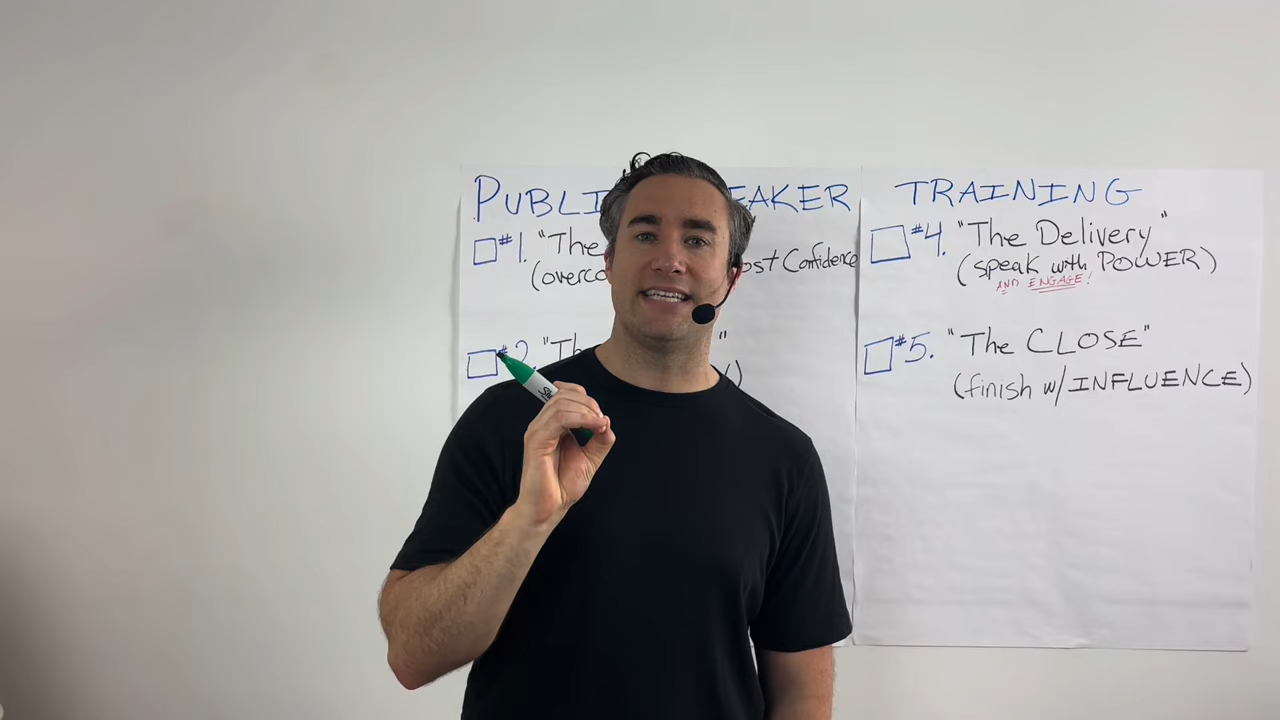 PUBLI EAKER
#1. "The
(overco ost Confidence
#2. "Th "
)
TRAINING
#4. "The Delivery"
(speak with POWER)
AND ENGAGE!
#5. "The CLOSE"
(finish w/ INFLUENCE)